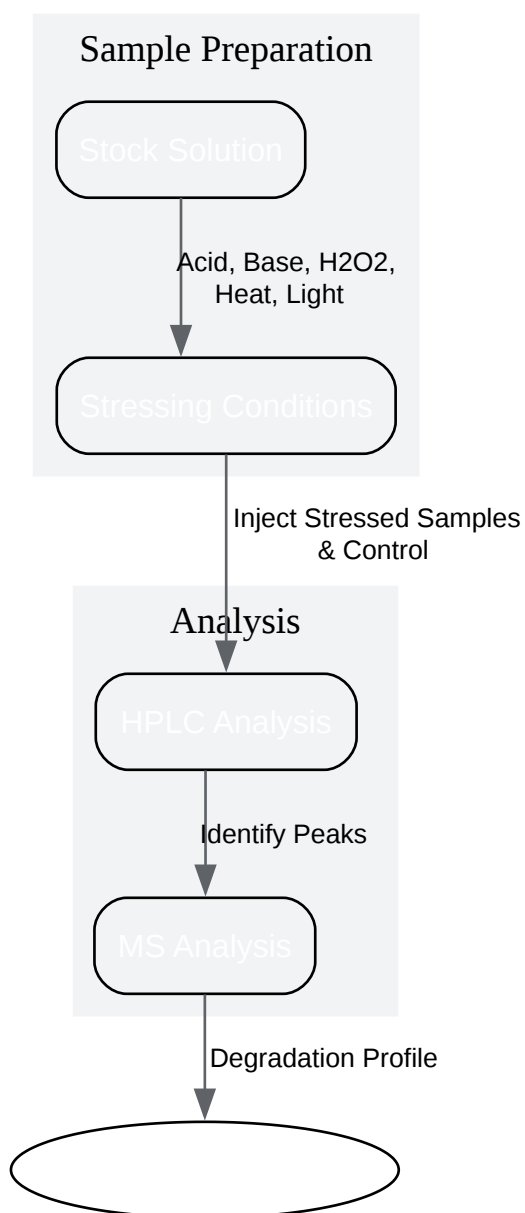 Sample Preparation
Stock Solution
Acid, Base, H2O2,
Heat, Light
Stressing Conditions
Inject Stressed Samples
& Control
Analysis
HPLC Analysis
Identify Peaks
MS Analysis
Degradation Profile